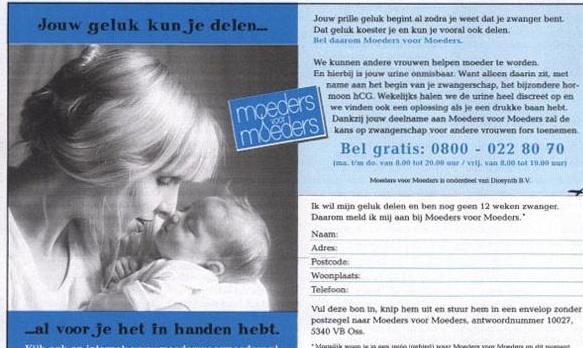 Jouw geluk kun je delen...
moeders
voor
moeders
...al voor je het in handen hebt.
Jouw prille geluk begint al zodra je weet dat je zwanger bent.
Dat geluk koester je en kun je vooral ook delen.
Bel daarom Moeders voor Moeders.
We kunnen andere vrouwen helpen moeder te worden.
En hierbij is jouw urine onmisbaar. Want alleen daarin zit, met
name aan het begin van je zwangerschap, het bijzondere hor-
moon hCG. Wekelijks halen we de urine heel discreet op en
we vinden ook een oplossing als je een drukke baan hebt.
Dankzij jouw deelname aan Moeders voor Moeders zal de
kans op zwangerschap voor andere vrouwen fors toenemen.
Bel gratis: 0800 - 022 80 70
(ma. t/m do. van 8.00 tot 20.00 uur / vrij. van 8.00 tot 19.00 uur)
Moeders voor Moeders is onderdeel van Diosynth B.V.
Ik wil mijn geluk delen en ben nog geen 12 weken zwanger.
Daarom meld ik mij aan bij Moeders voor Moeders.*
Naam:
Adres:
Postcode:
Woonplaats:
Telefoon:
Vul deze bon in, knip hem uit en stuur hem in een envelop zonder
postzegel naar Moeders voor Moeders, antwoordnummer 10027,
5340 VB Oss.